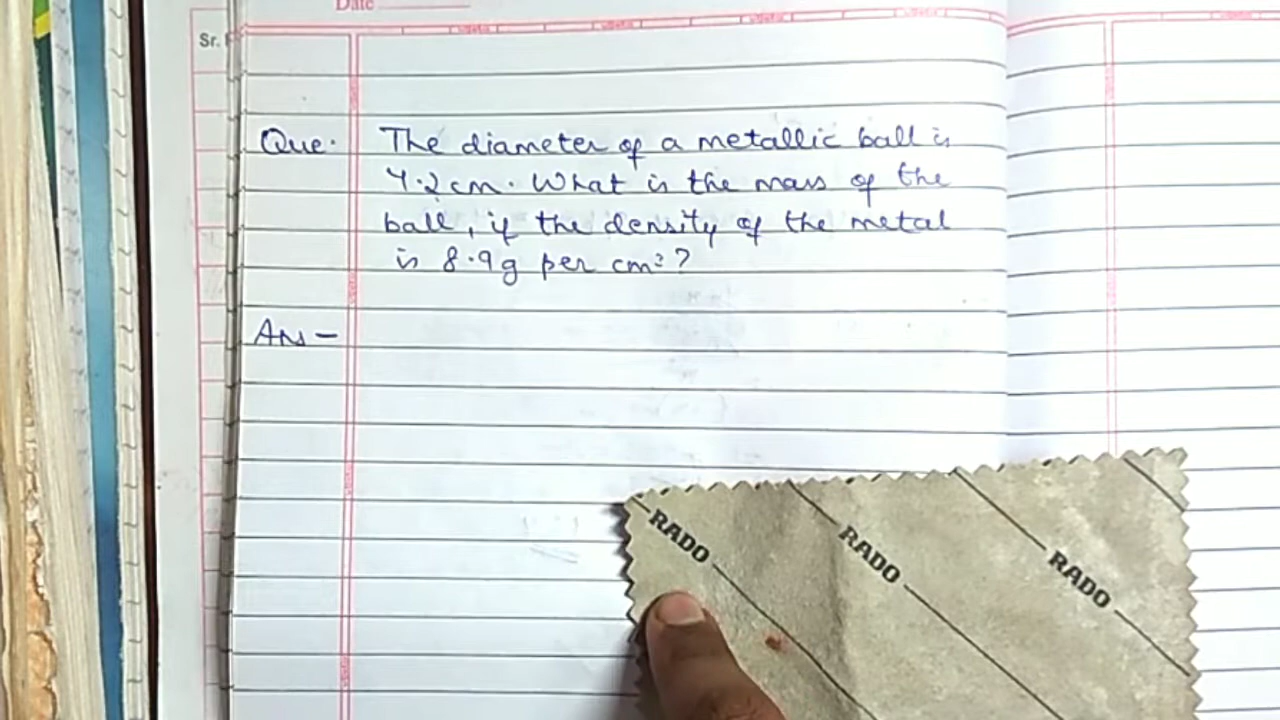 Date
Sr.
Que. The diameter of a metallic ball is
4.2 cm. What is the mass of the
ball, if the density of the metal
is 8.9g per cm³?
Ans -
RADO
RADO
RADO